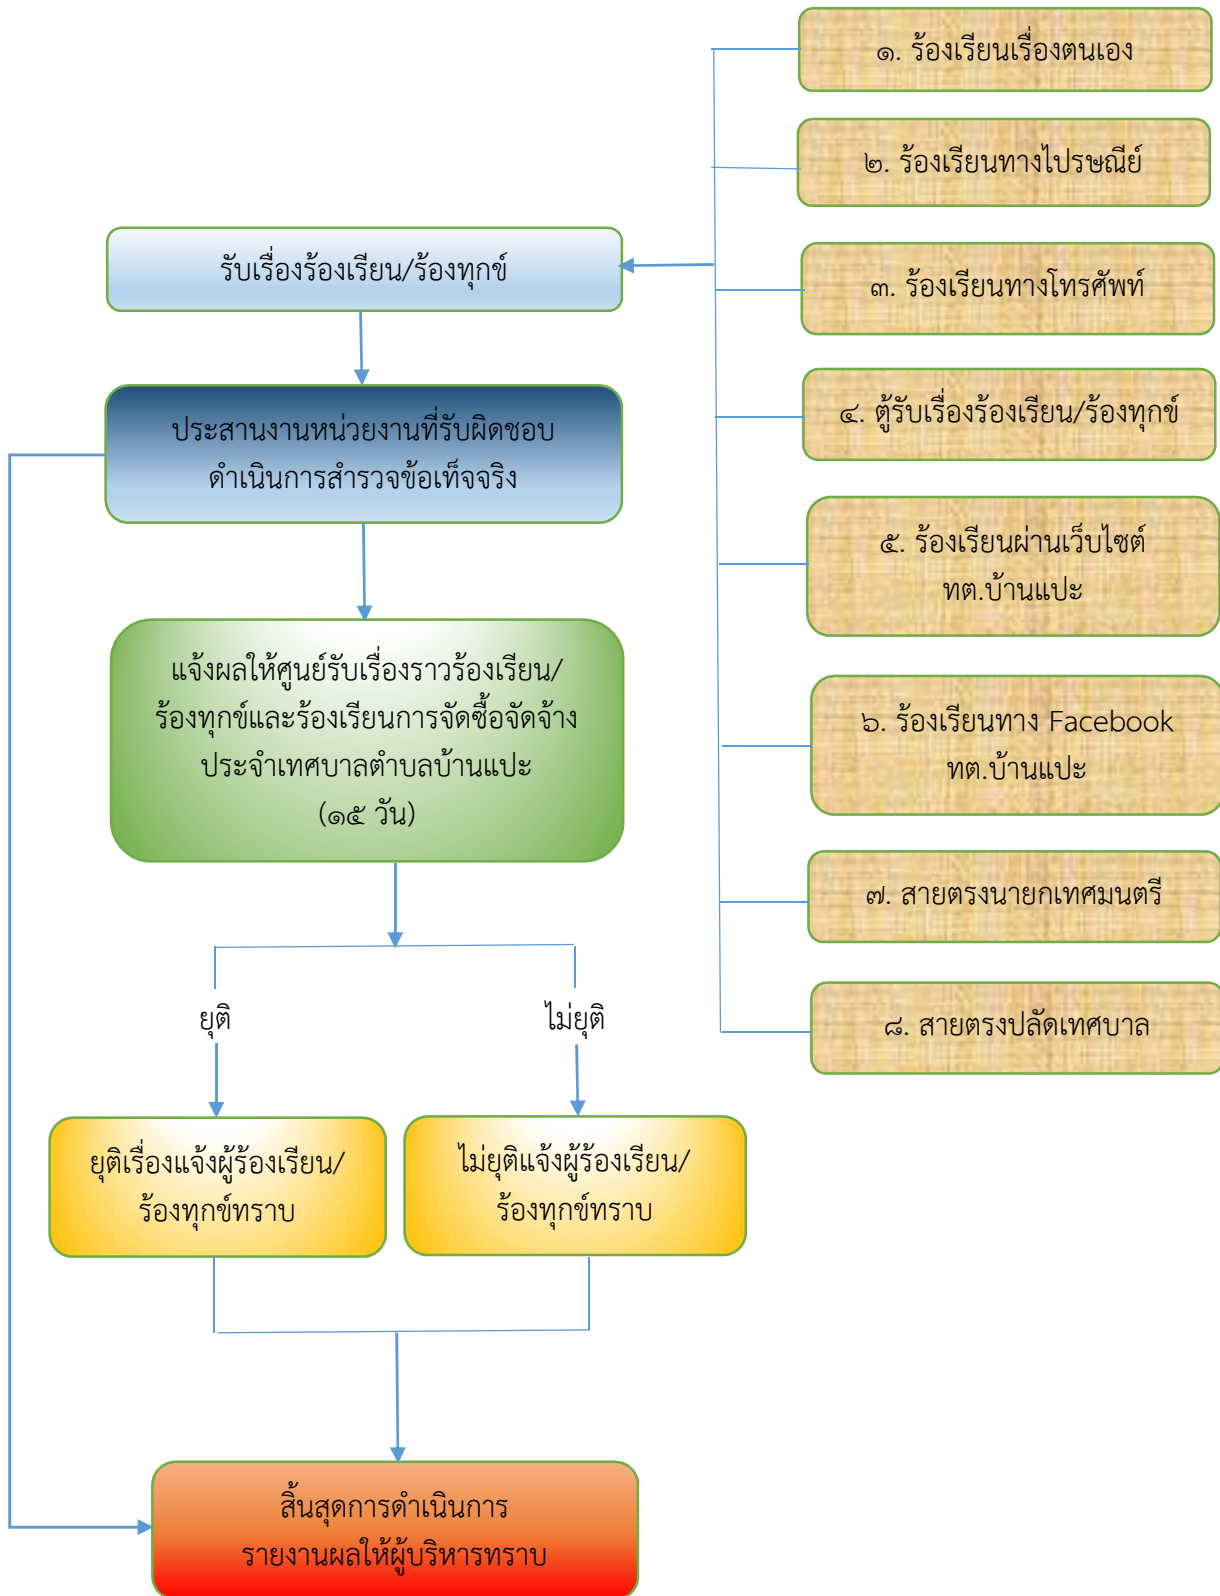 ๑. ร้องเรียนเรื่องตนเอง
๒. ร้องเรียนทางไปรษณีย์
รับเรื่องร้องเรียน/ร้องทุกข์
๓. ร้องเรียนทางโทรศัพท์
๔. ตู้รับเรื่องร้องเรียน/ร้องทุกข์
ประสานงานหน่วยงานที่รับผิดชอบ
ดำเนินการสำรวจข้อเท็จจริง
๕. ร้องเรียนผ่านเว็บไซต์
ทต.บ้านแปะ
แจ้งผลให้ศูนย์รับเรื่องราวร้องเรียน/
ร้องทุกข์และร้องเรียนการจัดซื้อจัดจ้าง
ประจำเทศบาลตำบลบ้านแปะ
(๑๕ วัน)
๖. ร้องเรียนทาง Facebook
ทต.บ้านแปะ
๗. สายตรงนายกเทศมนตรี
๘. สายตรงปลัดเทศบาล
ยุติ
ไม่ยุติ
ยุติเรื่องแจ้งผู้ร้องเรียน/
ร้องทุกข์ทราบ
ไม่ยุติแจ้งผู้ร้องเรียน/
ร้องทุกข์ทราบ
สิ้นสุดการดำเนินการ
รายงานผลให้ผู้บริหารทราบ